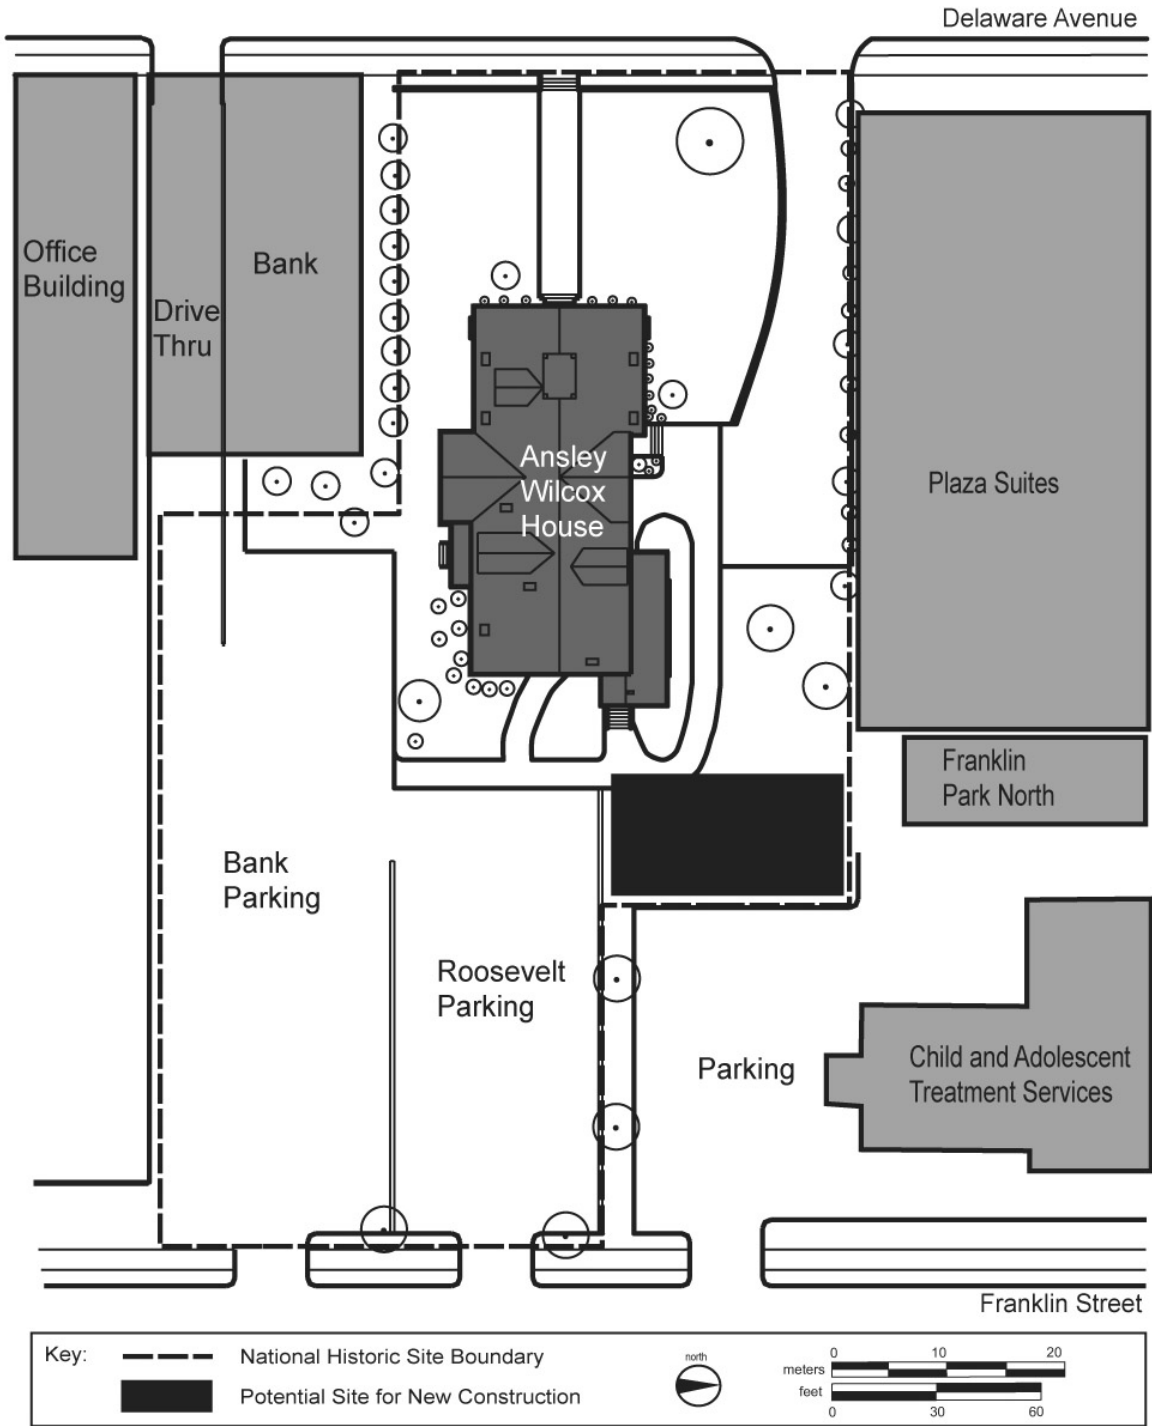 Delaware Avenue
Office
Building
Bank
Drive
Thru
Ansley
Wilcox
House
Plaza Suites
Franklin
Park North
Bank
Parking
Roosevelt
Parking
Parking
Child and Adolescent
Treatment Services
Franklin Street
Key:
National Historic Site Boundary
Potential Site for New Construction
north
0 10 20
meters
feet
0 30 60